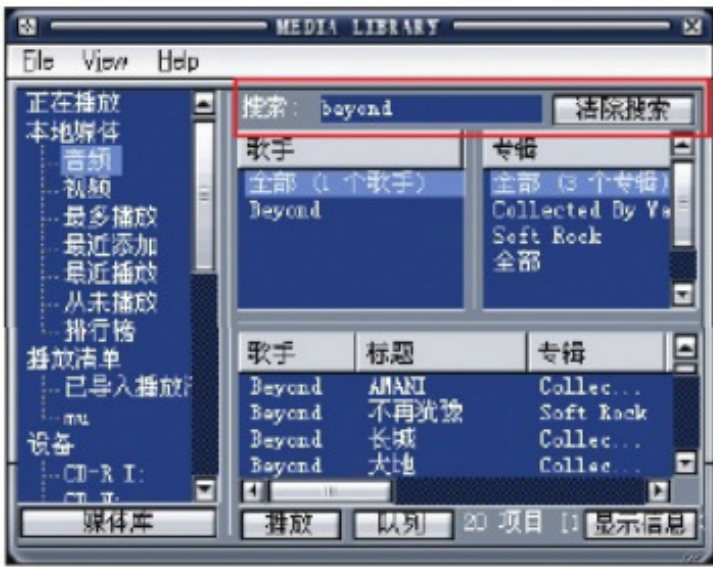 MEDIA LIBRARY
File View Help
正在播放
本地媒体
音频
视频
最多播放
最近添加
最近播放
从未播放
排行榜
播放清单
已导入播放
mu
设备
CD-R I:
媒体库
搜索: beyond 清除搜索
歌手 专辑
全部 (1 个歌手) 全部 (3 个专辑)
Beyond Collected By Ya
Soft Rock
全部
歌手 标题 专辑
Beyond AMANI Collec...
Beyond 不再犹豫 Soft Rock
Beyond 长城 Collec...
Beyond 大地 Collec...
播放 队列 20 项目 [1 显示信息